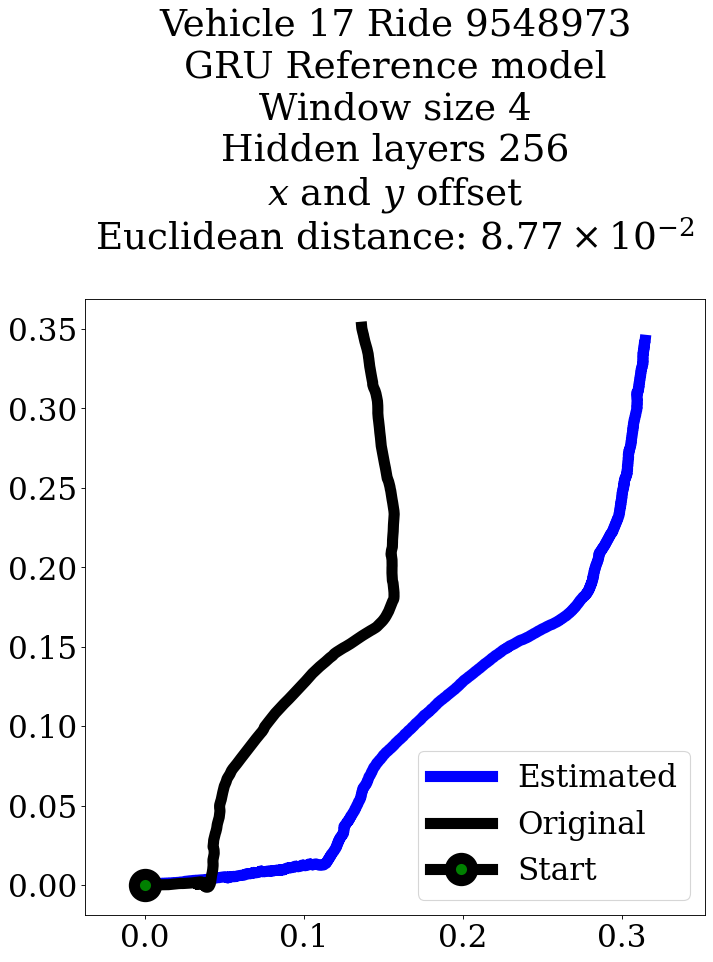 Vehicle 17 Ride 9548973
GRU Reference model
Window size 4
Hidden layers 256
x and y offset
Euclidean distance: 8.77 × 10⁻²
0.35
0.30
0.25
0.20
0.15
0.10
0.05
0.00
Estimated
Original
Start
0.0 0.1 0.2 0.3